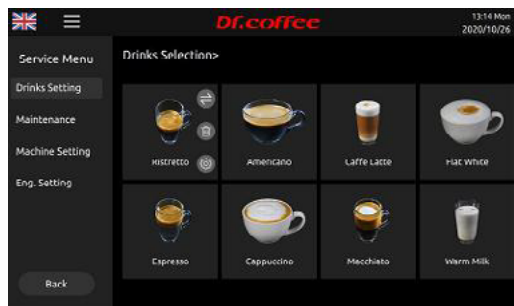 Dr.coffee
13:14 Mon
2020/10/26
Service Menu
Drinks Selection>
Drinks Setting
Maintenance
Machine Setting
Eng. Setting
Ristretto
Americano
Caffe Latte
Flat White
Espresso
Cappuccino
Macchiato
Warm Milk
Back